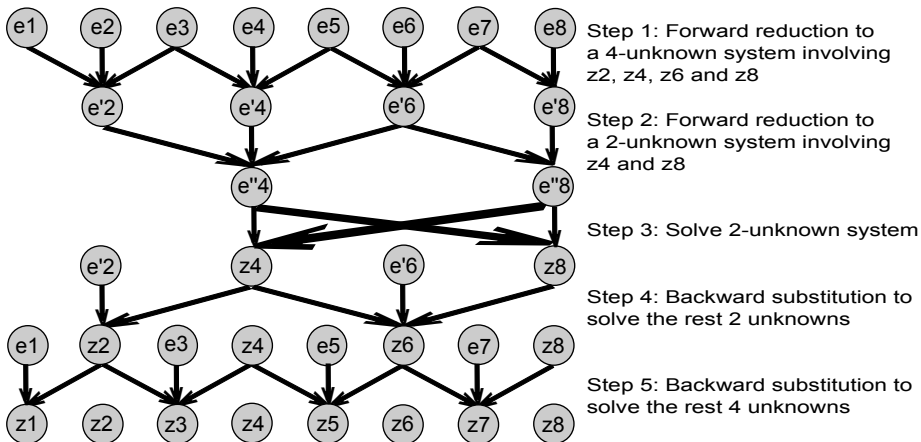 e1 e2 e3 e4 e5 e6 e7 e8
Step 1: Forward reduction to
a 4-unknown system involving
z2, z4, z6 and z8
e'2 e'4 e'6 e'8
Step 2: Forward reduction to
a 2-unknown system involving
z4 and z8
e''4 e''8
Step 3: Solve 2-unknown system
e'2 z4 e'6 z8
Step 4: Backward substitution to
solve the rest 2 unknowns
e1 z2 e3 z4 e5 z6 e7 z8
Step 5: Backward substitution to
solve the rest 4 unknowns
z1 z2 z3 z4 z5 z6 z7 z8